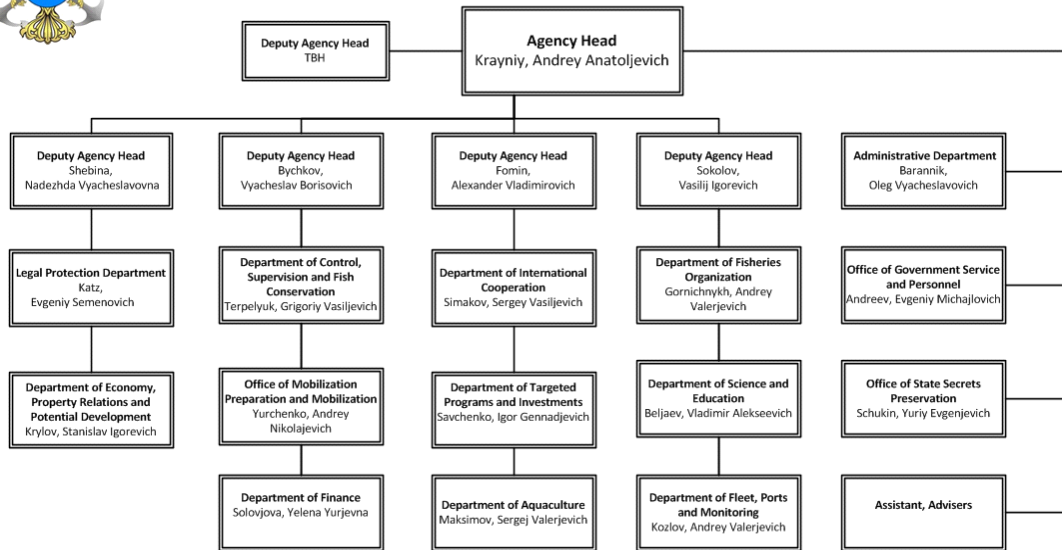 Deputy Agency Head
TBH
Agency Head
Krayniy, Andrey Anatoljevich
Deputy Agency Head
Shebina,
Nadezhda Vyacheslavovna
Deputy Agency Head
Bychkov,
Vyacheslav Borisovich
Deputy Agency Head
Fomin,
Alexander Vladimirovich
Deputy Agency Head
Sokolov,
Vasilij Igorevich
Administrative Department
Barannik,
Oleg Vyacheslavovich
Legal Protection Department
Katz,
Evgeniy Semenovich
Department of Control,
Supervision and Fish
Conservation
Terpelyuk, Grigoriy Vasiljevich
Department of International
Cooperation
Simakov, Sergey Vasiljevich
Department of Fisheries
Organization
Gornichnykh, Andrey
Valerjevich
Office of Government Service
and Personnel
Andreev, Evgeniy Michajlovich
Department of Economy,
Property Relations and
Potential Development
Krylov, Stanislav Igorevich
Office of Mobilization
Preparation and Mobilization
Yurchenko, Andrey
Nikolajevich
Department of Targeted
Programs and Investments
Savchenko, Igor Gennadjevich
Department of Science and
Education
Beljaev, Vladimir Alekseevich
Office of State Secrets
Preservation
Schukin, Yuriy Evgenjevich
Department of Finance
Solovjova, Yelena Yurjevna
Department of Aquaculture
Maksimov, Sergej Valerjevich
Department of Fleet, Ports
and Monitoring
Kozlov, Andrey Valerjevich
Assistant, Advisers